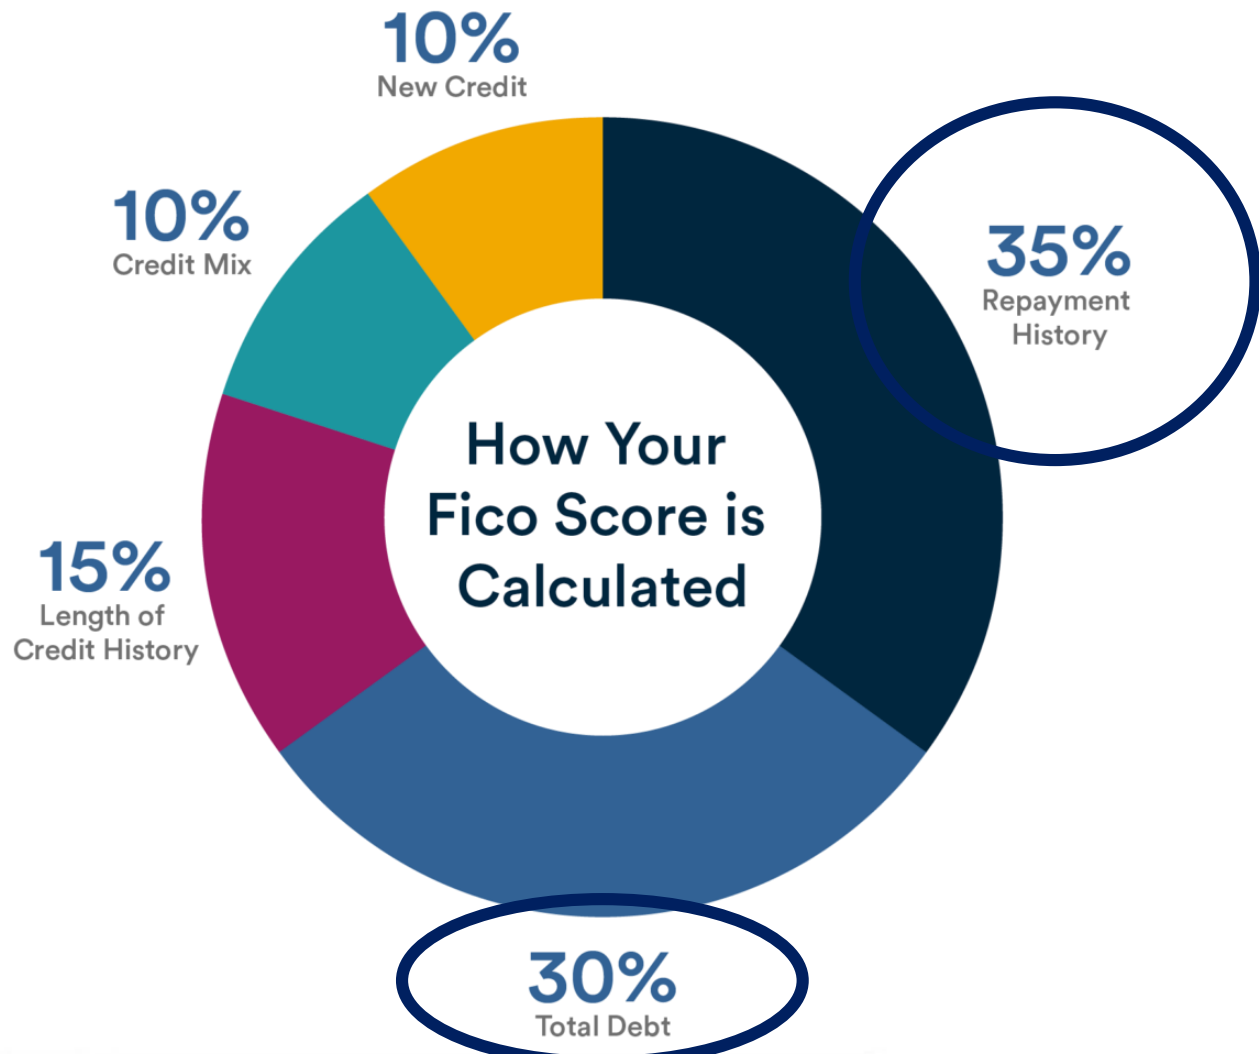 10%
New Credit
10%
Credit Mix
35%
Repayment
History
How Your
Fico Score is
Calculated
15%
Length of
Credit History
30%
Total Debt